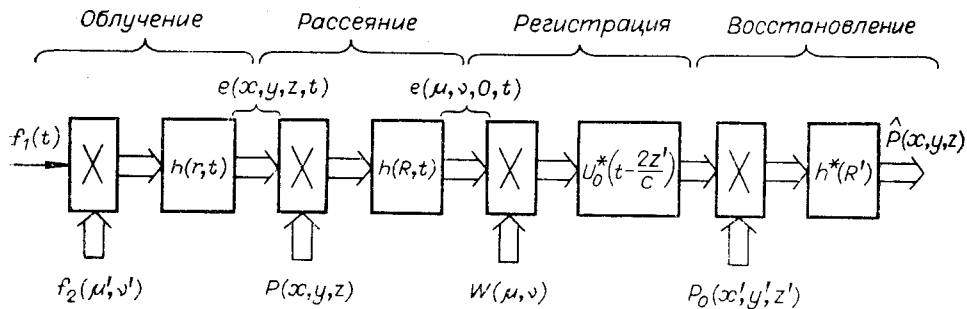 Облучение Рассеяние Регистрация Восстановление
e(x,y,z,t) e(μ,ν,0,t)
f₁(t) × h(r,t) × h(R,t) × U₀*(t-2z'/c) × h*(R') P̂(x,y,z)
f₂(μ',ν') P(x,y,z) W(μ,ν) P₀(x',y',z')